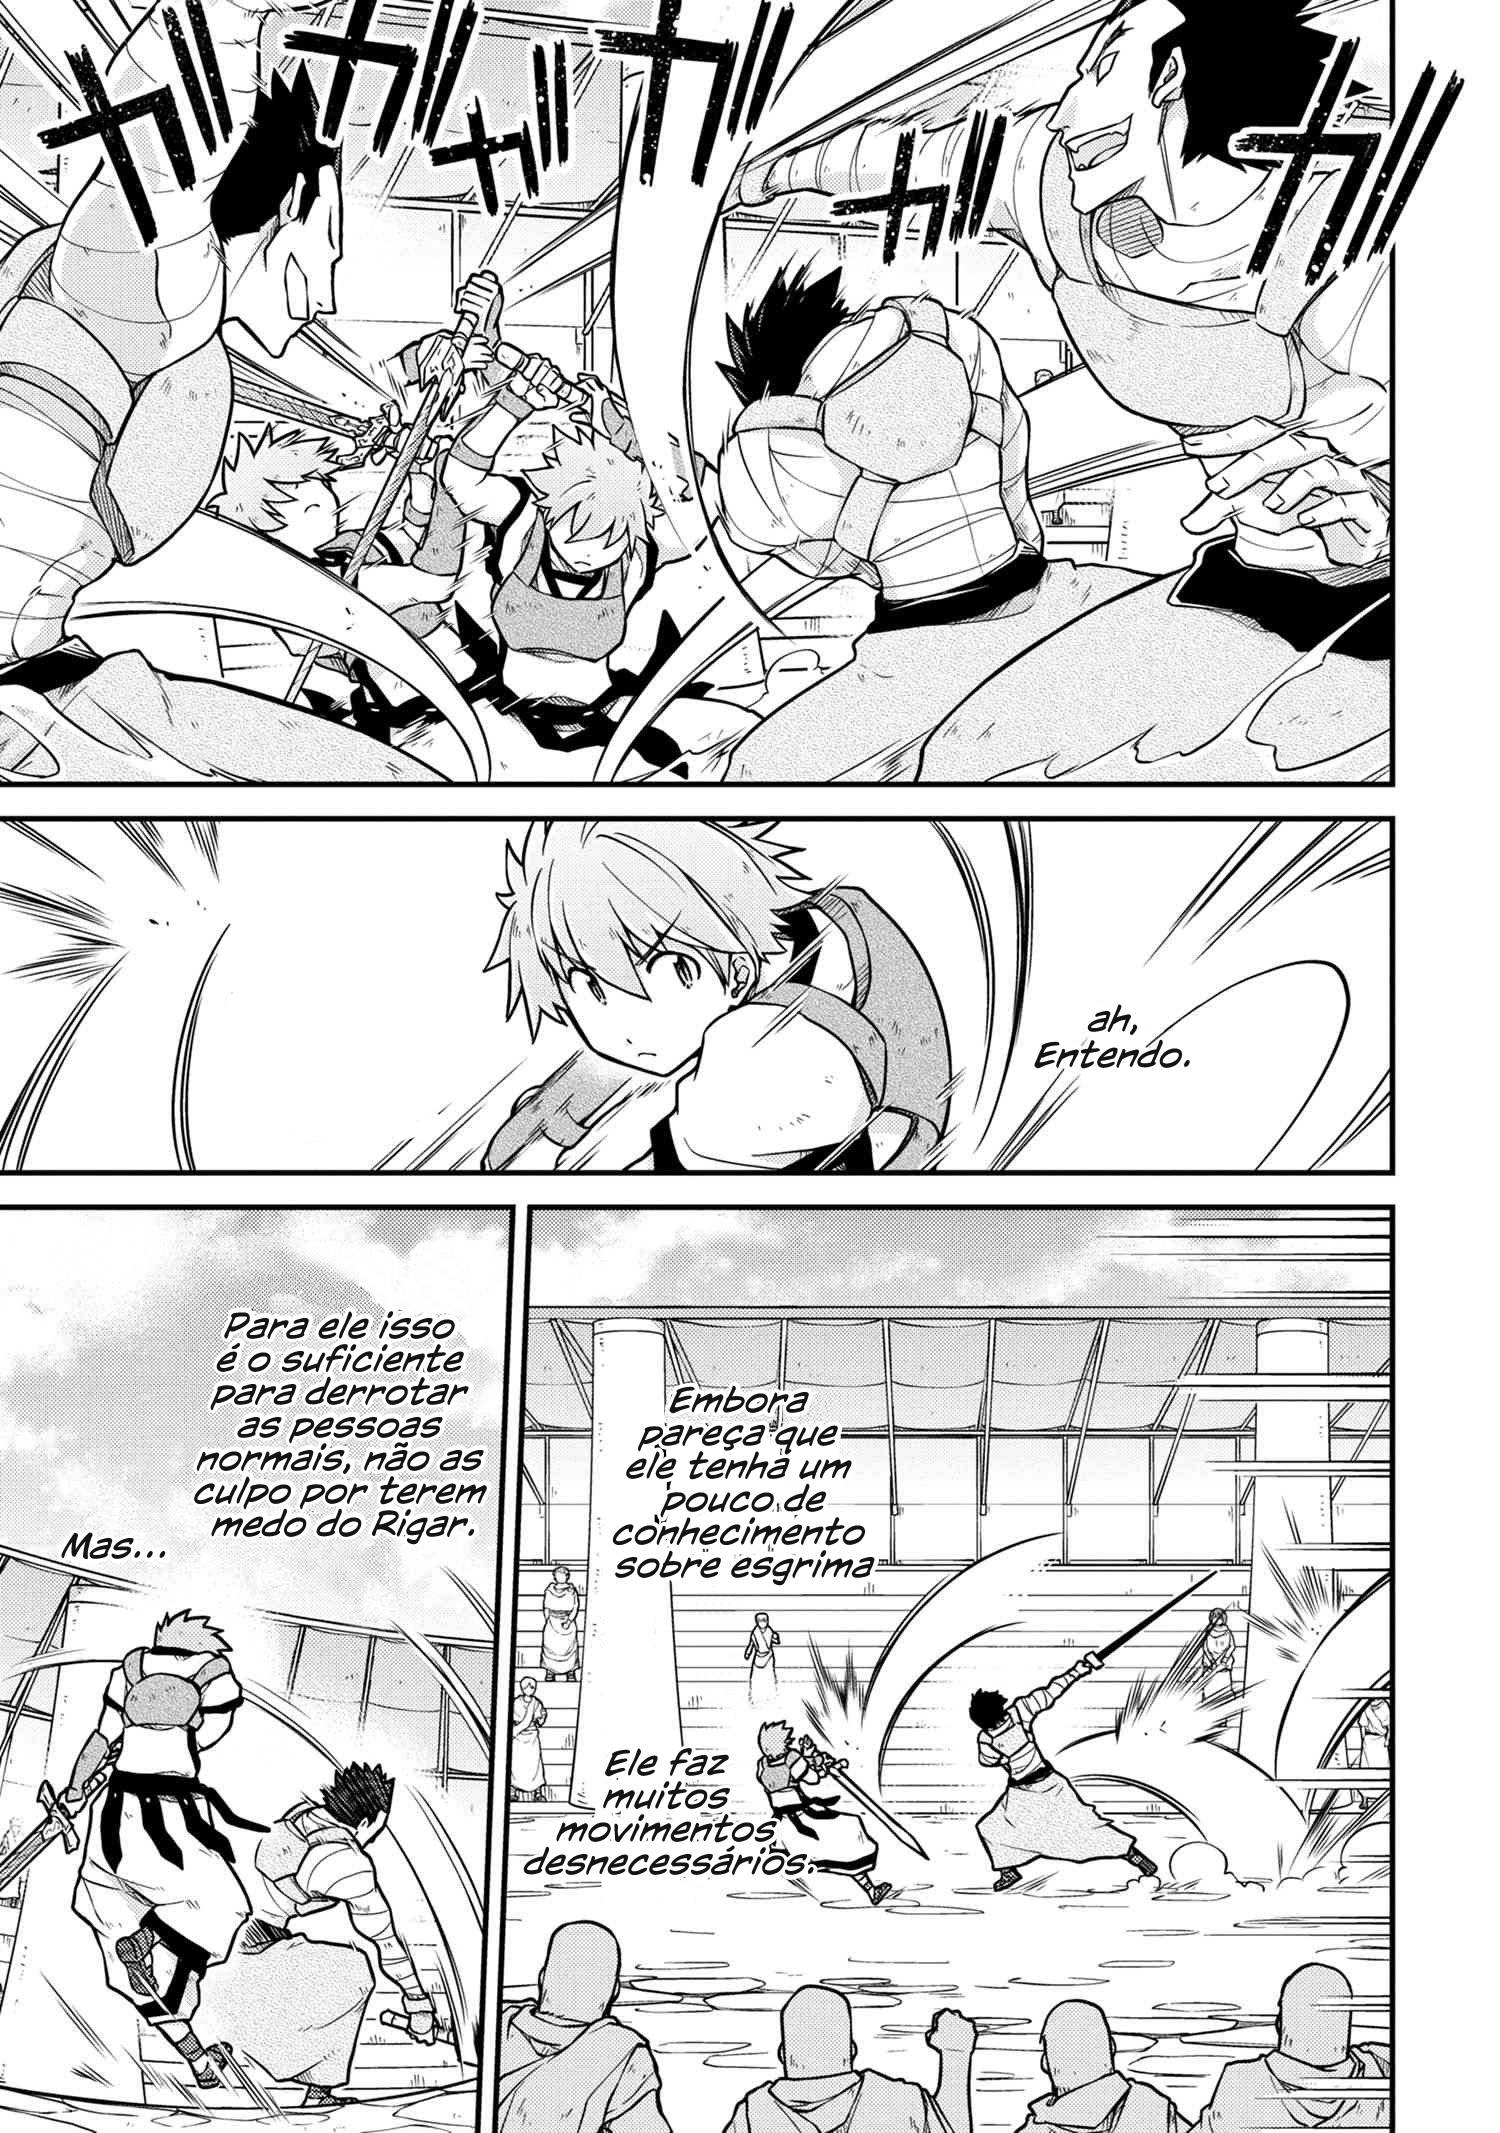 ガガガガガガ
ah,
Entendo.
Embora
pareça que
ele tenha um
pouco de
conhecimento
sobre esgrima
Ele faz
muitos
movimentos
desnecessários.
Para ele isso
é o suficiente
para derrotar
as pessoas
normais, não as
culpo por terem
medo do Rigar.
Mas...